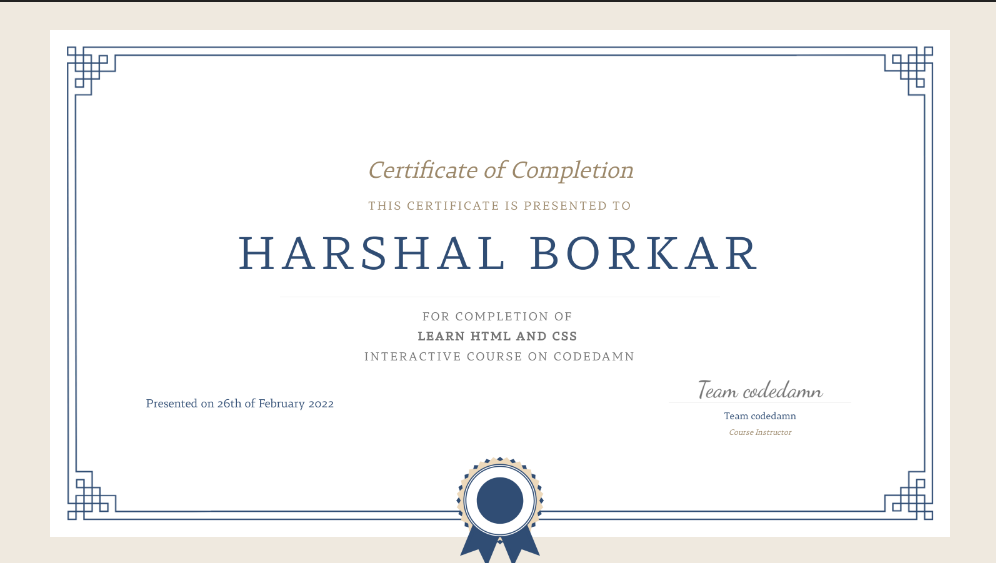 Certificate of Completion
THIS CERTIFICATE IS PRESENTED TO
HARSHAL BORKAR
FOR COMPLETION OF
LEARN HTML AND CSS
INTERACTIVE COURSE ON CODEDAMN
Presented on 26th of February 2022
Team codedamn
Team codedamn
Course Instructor